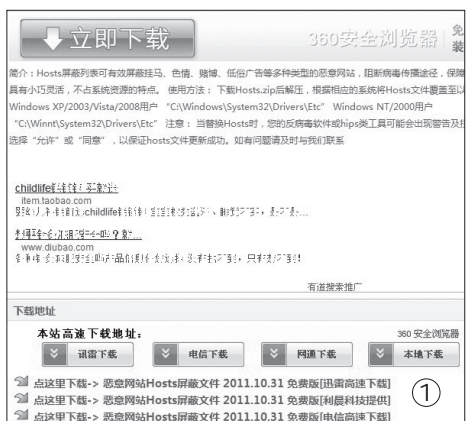 立即下载
360安全浏览器
免
装
简介：Hosts屏蔽列表可有效屏蔽挂马、色情、赌博、低俗广告等多种类型的恶意网站，阻断病毒传播途径，保障
具有小巧灵活，不占系统资源的特点。 使用方法： 下载Hosts.zip后解压，根据相应的系统将Hosts文件覆盖至以
Windows XP/2003/Vista/2008用户 "C:\Windows\System32\Drivers\Etc" Windows NT/2000用户
"C:\Winnt\System32\Drivers\Etc" 注意： 当替换Hosts时，您的反病毒软件或hips类工具可能会出现警告及
选择 "允许" 或 "同意" ，以保证hosts文件更新成功。如有问题请及时与我们联系
childlife
item.taobao.com
childlife
www.diubao.com
有道搜索推广
下载地址
本站高速下载地址： 360 安全浏览器
讯雷下载 电信下载 网通下载 本地下载
点这里下载-> 恶意网站Hosts屏蔽文件 2011.10.31 免费版[迅雷高速下载]
点这里下载-> 恶意网站Hosts屏蔽文件 2011.10.31 免费版[利晨科技提供]
点这里下载-> 恶意网站Hosts屏蔽文件 2011.10.31 免费版[电信高速下载]
①